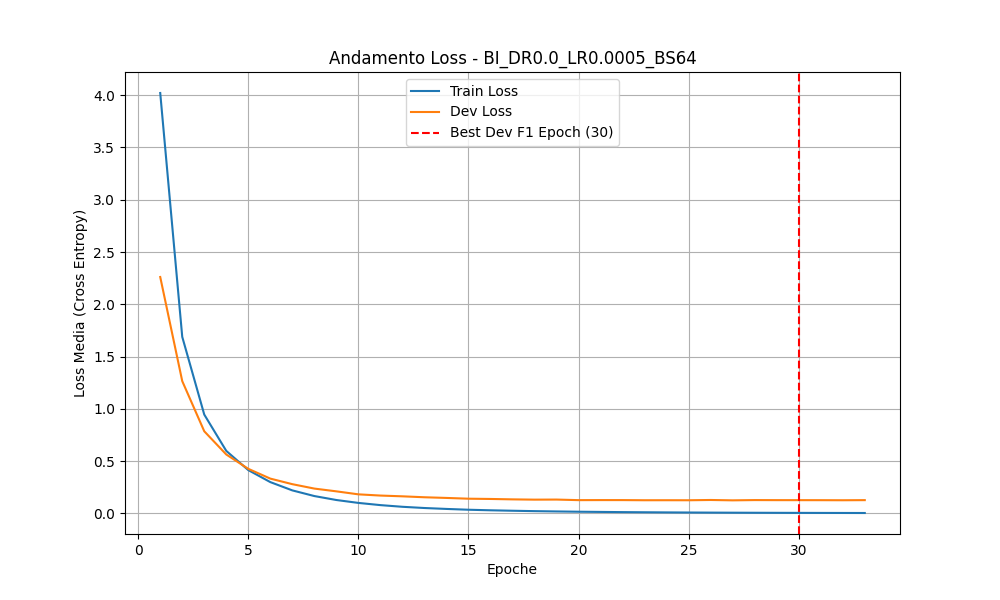 Andamento Loss - BI_DR0.0_LR0.0005_BS64
Train Loss
Dev Loss
Best Dev F1 Epoch (30)
Loss Media (Cross Entropy)
4.0
3.5
3.0
2.5
2.0
1.5
1.0
0.5
0.0
0 5 10 15 20 25 30
Epoche